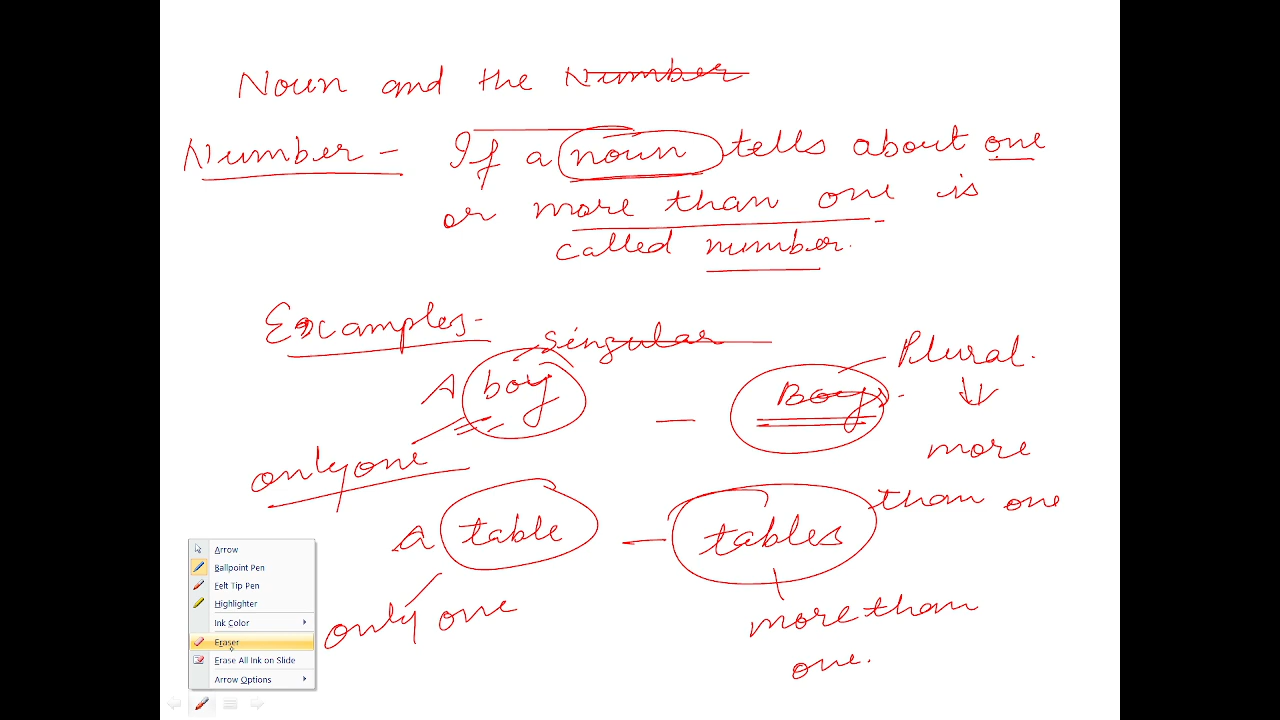 Noun and the Number
Number - If a noun tells about one
or more than one is
called number.
Examples-
singular
Plural.
A boy - Boys.
more
only one
than one
A table - tables
only one
more than
one.
Arrow
Ballpoint Pen
Felt Tip Pen
Highlighter
Ink Color
Eraser
Erase All Ink on Slide
Arrow Options